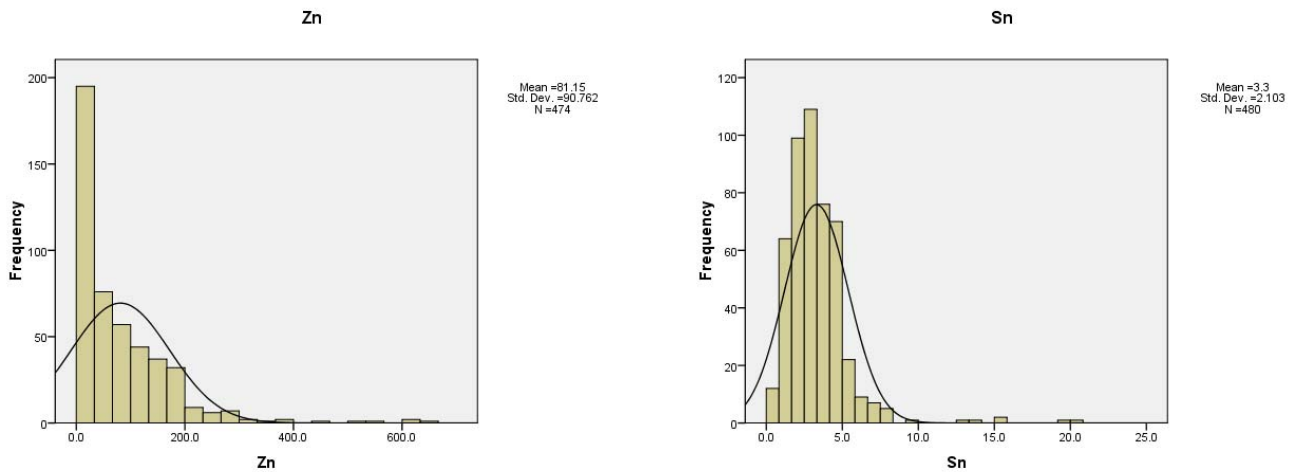 Zn
200
150
100
50
0
Frequency
0.0 200.0 400.0 600.0
Zn
Mean =81.15
Std. Dev. =90.762
N =474
Sn
120
100
80
60
40
20
0
Frequency
0.0 5.0 10.0 15.0 20.0 25.0
Sn
Mean =3.3
Std. Dev. =2.103
N =480